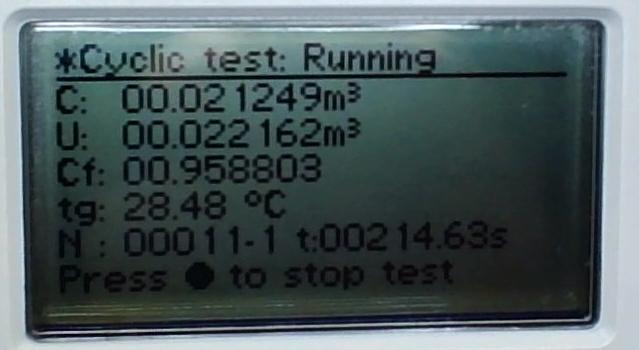 *Cyclic test: Running
C: 00.021249m³
U: 00.022162m³
Cf: 00.958803
tg: 28.48 °C
N : 00011-1 t:00214.63s
Press ● to stop test